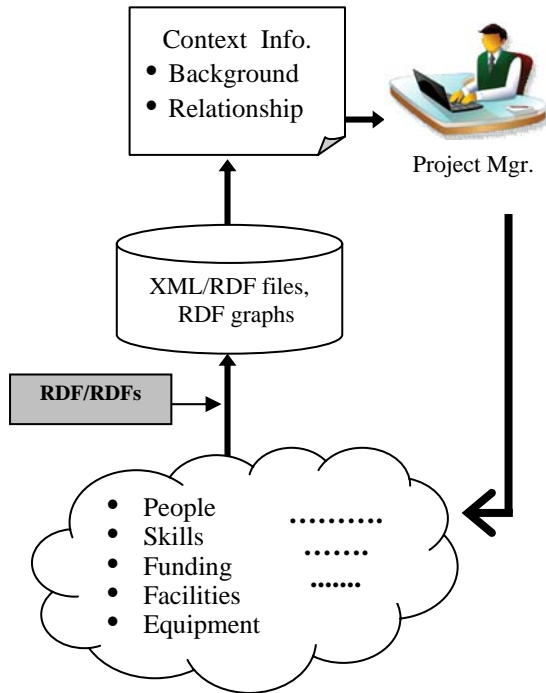 Context Info.
• Background
• Relationship
Project Mgr.
XML/RDF files,
RDF graphs
RDF/RDFs
• People
• Skills
• Funding
• Facilities
• Equipment
..........
.......
.......